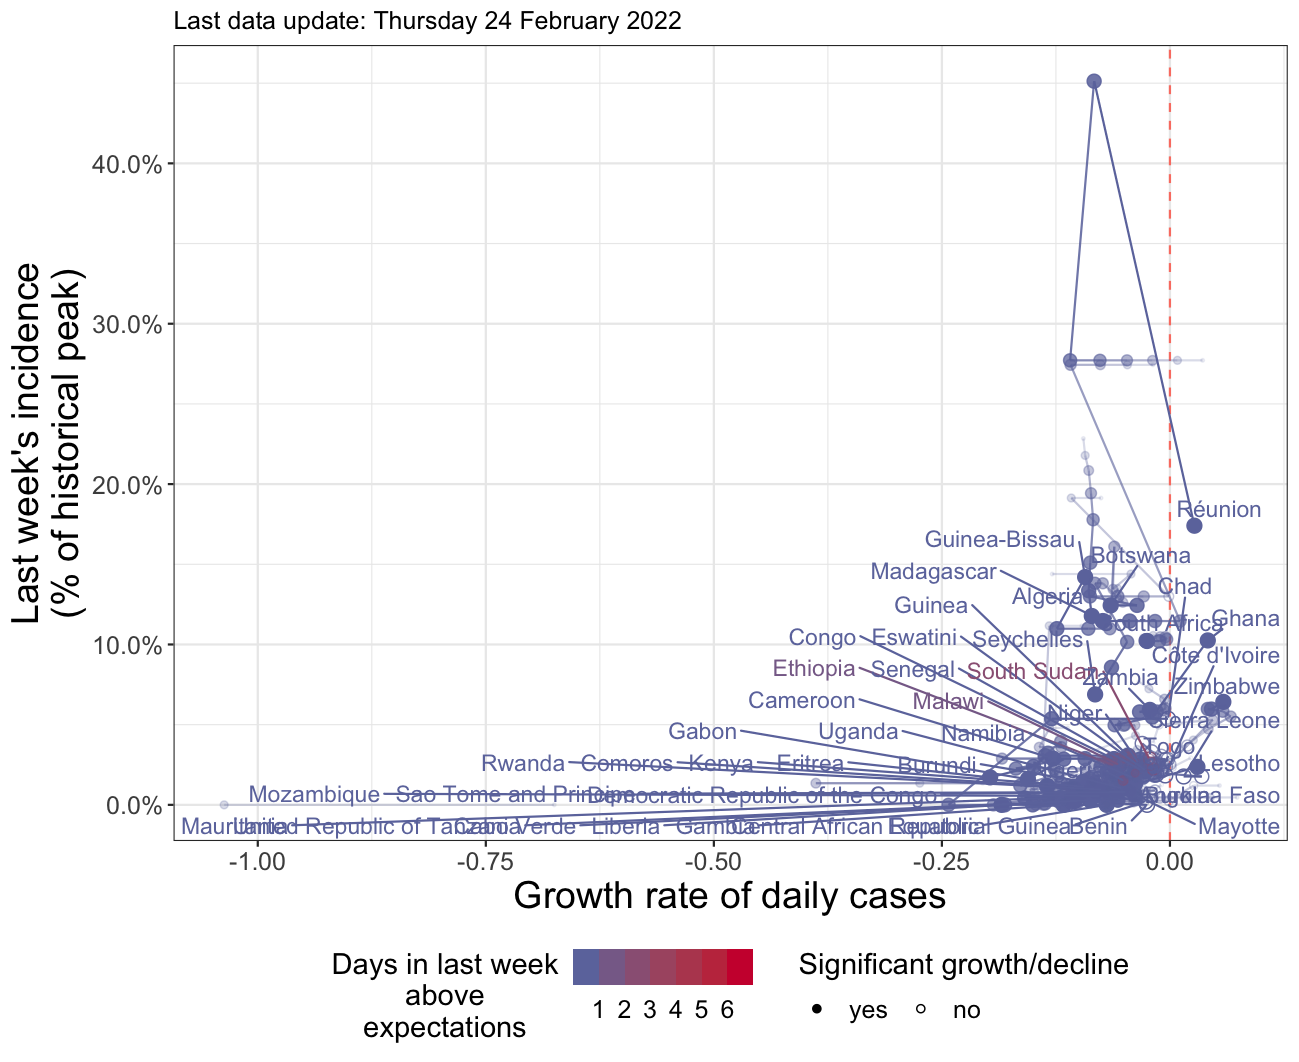 Last data update: Thursday 24 February 2022
Last week's incidence
(% of historical peak)
40.0%
30.0%
20.0%
10.0%
0.0%
Réunion
Guinea-Bissau
Botswana
Madagascar
Chad
Algeria
Guinea
Ghana
South Africa
Congo
Eswatini
Seychelles
Côte d'Ivoire
Ethiopia
Senegal
South Sudan
Zambia
Zimbabwe
Cameroon
Malawi
Niger
Sierra Leone
Gabon
Uganda
Namibia
Togo
Rwanda
Comoros
Kenya
Eritrea
Burundi
Lesotho
Mozambique
Sao Tome and Principe
Democratic Republic of the Congo
Burkina Faso
Mauritania
United Republic of Tanzania
Cabo Verde
Liberia
Gambia
Central African Republic
Equatorial Guinea
Benin
Mayotte
-1.00
-0.75
-0.50
-0.25
0.00
Growth rate of daily cases
Days in last week
above
expectations
1 2 3 4 5 6
Significant growth/decline
yes
no